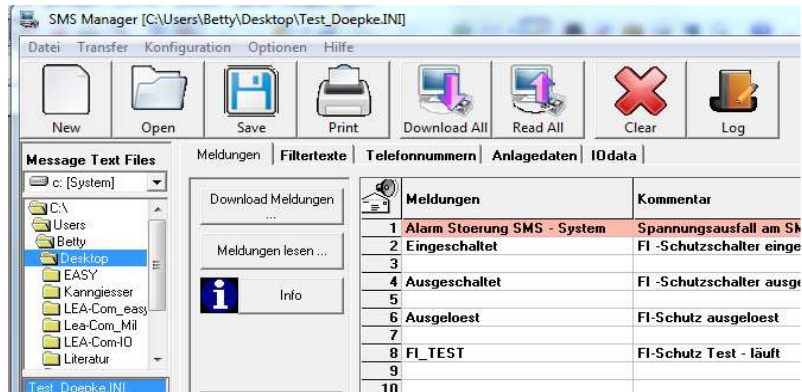 SMS Manager [C:\Users\Betty\Desktop\Test_Doepke.INI]
Datei Transfer Konfiguration Optionen Hilfe
New Open Save Print Download All Read All Clear Log
Message Text Files
c: [System]
C:\
Users
Betty
Desktop
EASY
Kanngiesser
LEA-Com_easy
Lea-Com_Mil
LEA-Com-IO
Literatur
Test_Doepke.INI
Meldungen Filtertexte Telefonnummern Anlagedaten IOdata
Download Meldungen
...
Meldungen lesen ...
Info
Meldungen Kommentar
1 Alarm Stoerung SMS - System Spannungsausfall am
2 Eingeschaltet FI -Schutzschalter
3
4 Ausgeschaltet FI -Schutzschalter
5
6 Ausgeloest FI-Schutz ausgeloest
7
8 FI_TEST FI-Schutz Test - läuft
9
10